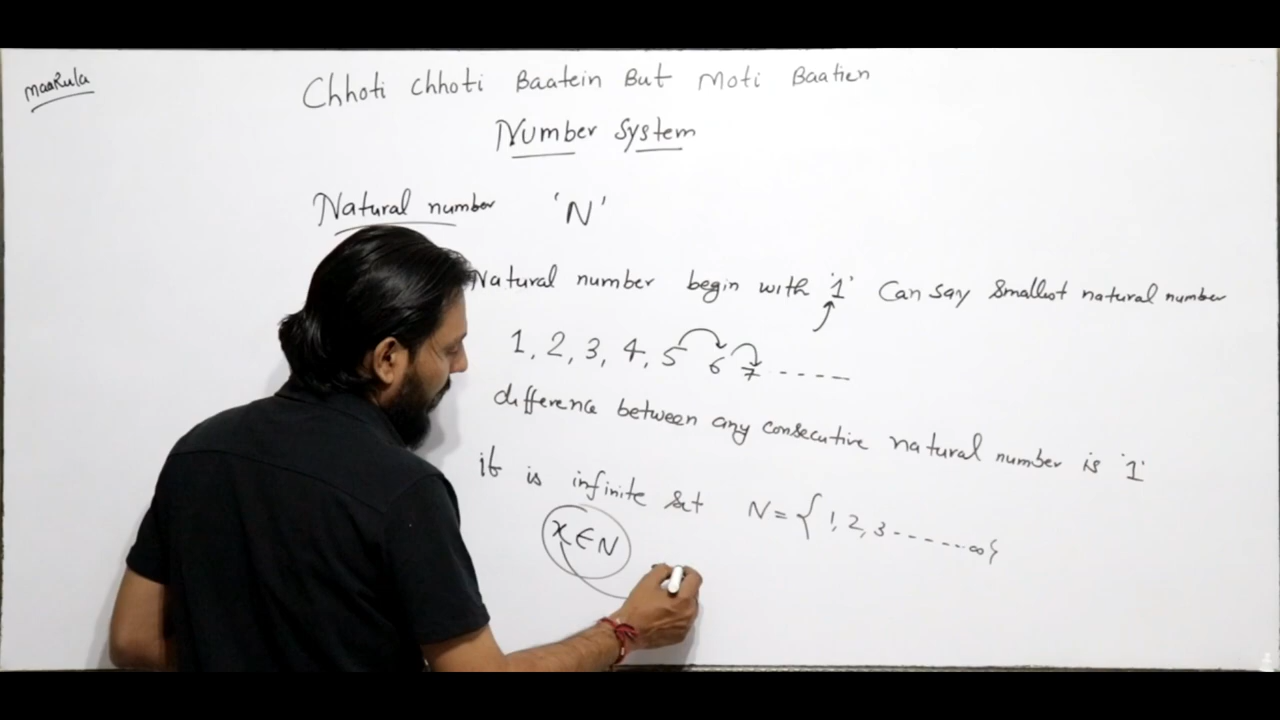 maaRula
Chhoti Chhoti Baatein But Moti Baatien
Number System
Natural number 'N'
Natural number begin with '1' Can say Smallest natural number
1, 2, 3, 4, 5 6 7 -----
difference between any consecutive natural number is '1'
it is infinite set N = { 1, 2, 3 ------- ∞}
x ∈ N